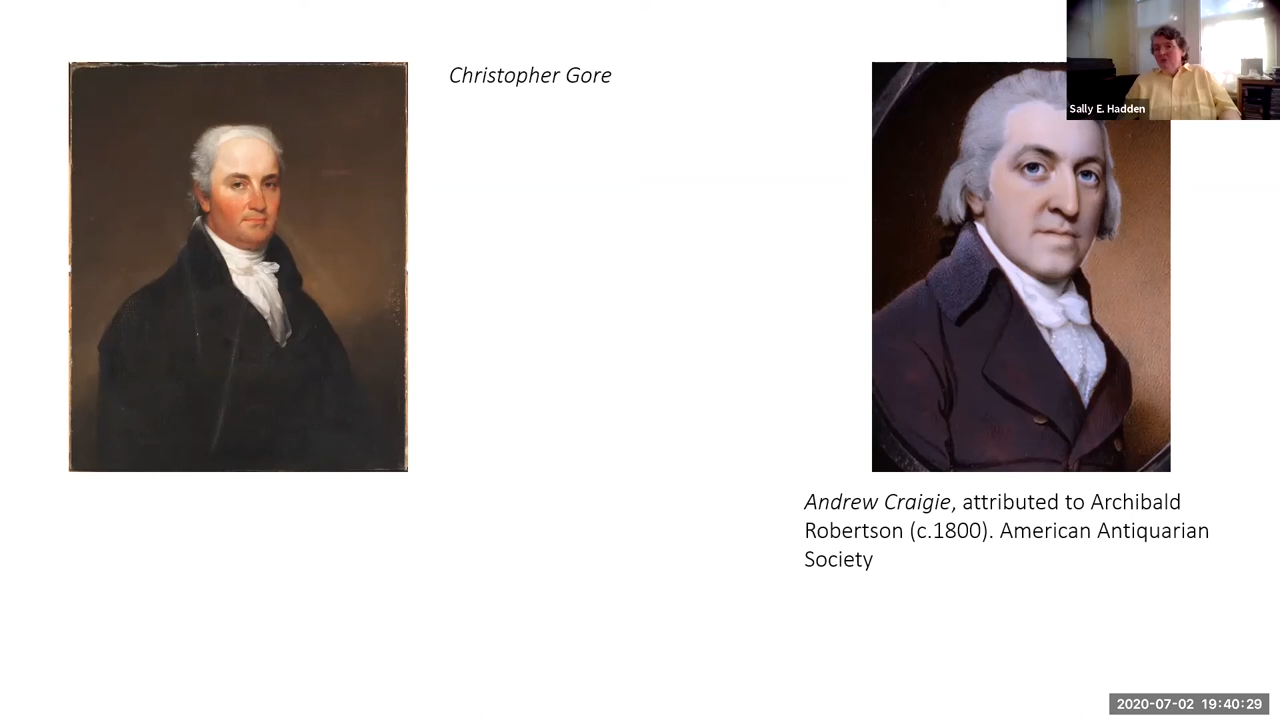 Christopher Gore
Sally E. Hadden
Andrew Craigie, attributed to Archibald
Robertson (c.1800). American Antiquarian
Society
2020-07-02 19:40:29